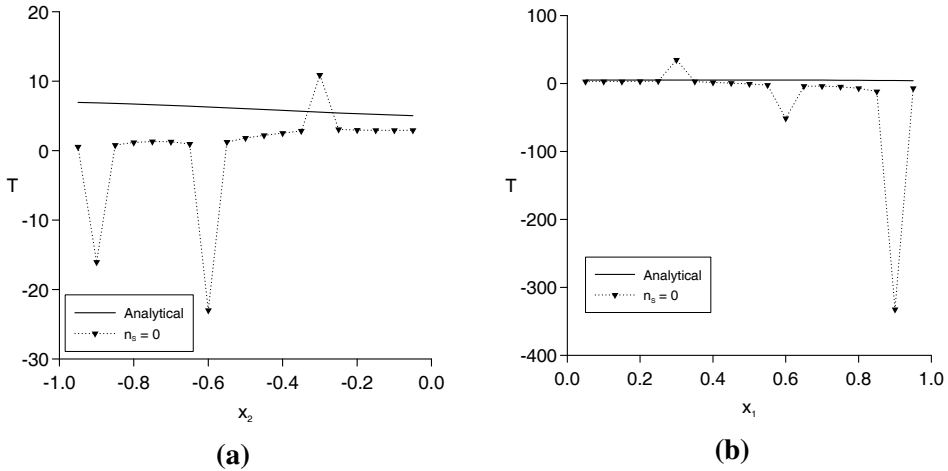 20
10
0
-10
-20
-30
T
-1.0 -0.8 -0.6 -0.4 -0.2 0.0
x₂
Analytical
nₛ = 0
(a)
100
0
-100
-200
-300
-400
T
0.0 0.2 0.4 0.6 0.8 1.0
x₁
Analytical
nₛ = 0
(b)